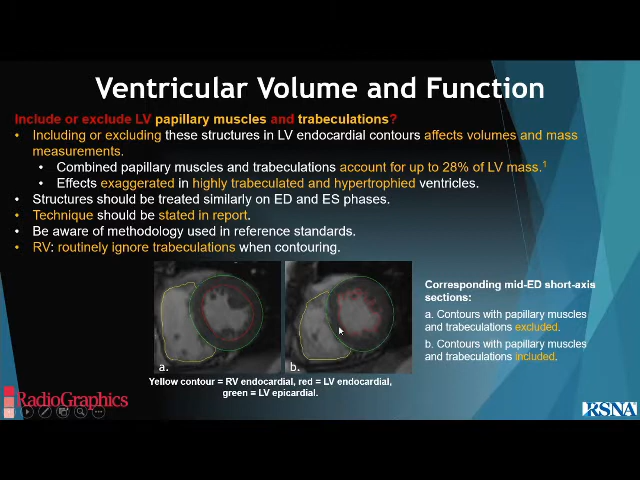 Ventricular Volume and Function
Include or exclude LV papillary muscles and trabeculations?
• Including or excluding these structures in LV endocardial contours affects volumes and mass
measurements.
• Combined papillary muscles and trabeculations account for up to 28% of LV mass.1
• Effects exaggerated in highly trabeculated and hypertrophied ventricles.
• Structures should be treated similarly on ED and ES phases.
• Technique should be stated in report.
• Be aware of methodology used in reference standards.
• RV: routinely ignore trabeculations when contouring.
a.
b.
Yellow contour = RV endocardial, red = LV endocardial,
green = LV epicardial.
Corresponding mid-ED short-axis
sections:
a. Contours with papillary muscles
and trabeculations excluded.
b. Contours with papillary muscles
and trabeculations included.
RadioGraphics
RSNA